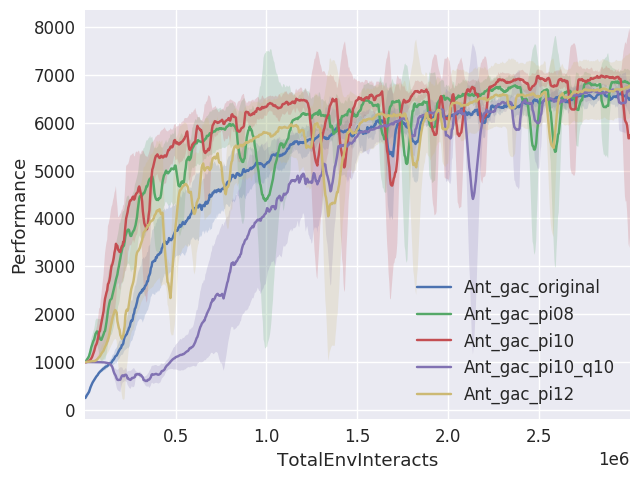 8000
7000
6000
5000
4000
3000
2000
1000
0
Performance
Ant_gac_original
Ant_gac_pi08
Ant_gac_pi10
Ant_gac_pi10_q10
Ant_gac_pi12
0.5 1.0 1.5 2.0 2.5
1e6
TotalEnvInteracts